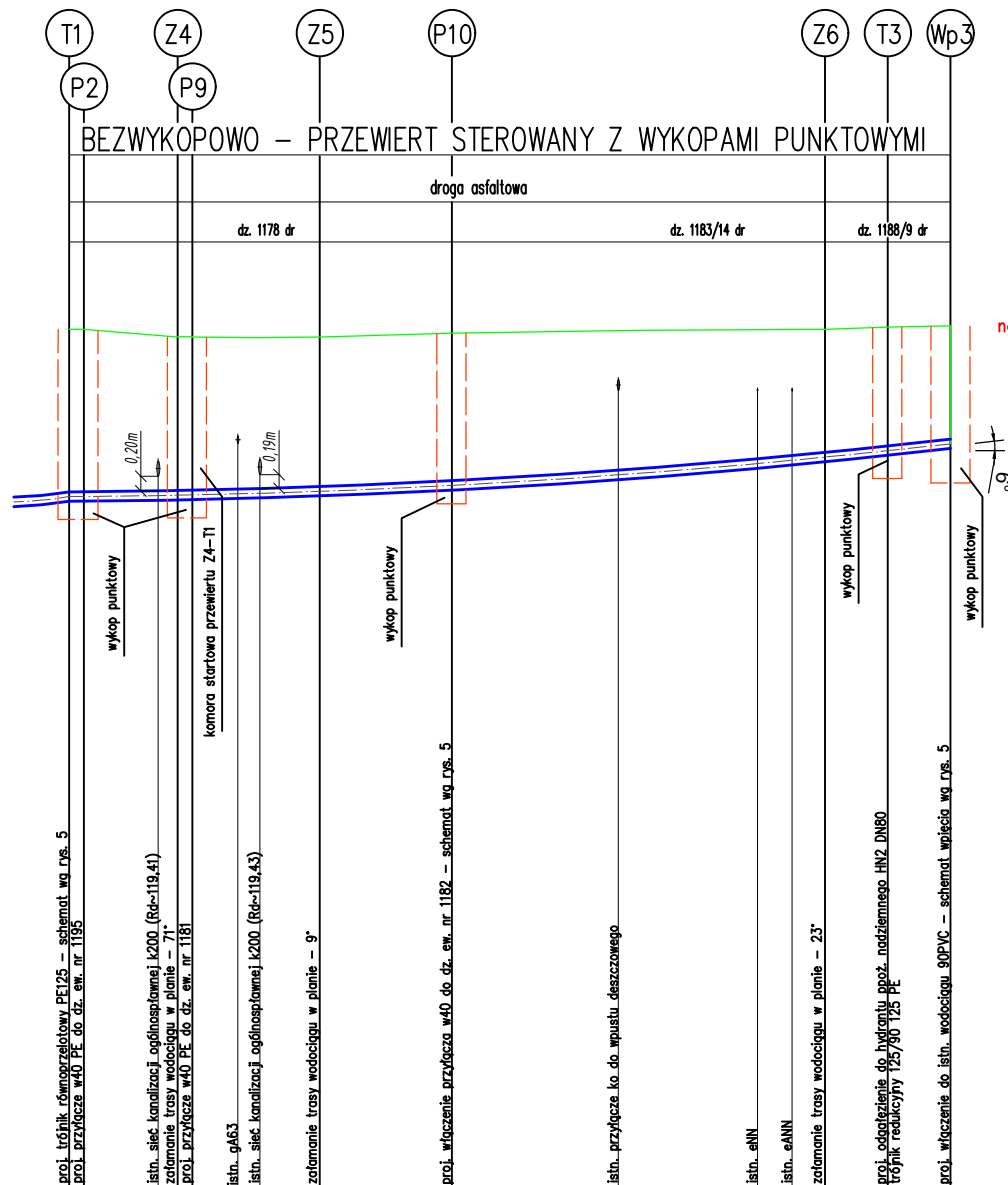 T1
Z4
Z5
P10
Z6
T3
Wp3
P2
P9
BEZWYKOPOWO – PRZEWIERT STEROWANY Z WYKOPAMI PUNKTOWYMI
droga asfaltowa
dz. 1178 dr
dz. 1183/14 dr
dz. 1188/9 dr
0,20m
0,19m
wykop punktowy
komora startowa przewiertu Z4–T1
wykop punktowy
wykop punktowy
wykop punktowy
proj. trójnik równoprzelotowy PE125 – schemat wg rys. 5
proj. przyłącze w40 PE do dz. ew. nr 1195
istn. sieć kanalizacji ogólnospławnej k200 (Rd~119,41)
załamanie trasy wodociągu w planie – 71°
proj. przyłącze w40 PE do dz. ew. nr 1181
istn. gA63
istn. sieć kanalizacji ogólnospławnej k200 (Rd~119,43)
załamanie trasy wodociągu w planie – 9°
proj. włączenie przyłącza w40 do dz. ew. nr 1182 – schemat wg rys. 5
istn. przyłącze ko do wpustu deszczowego
istn. eNN
istn. eANN
załamanie trasy wodociągu w planie – 23°
proj. odgałęzienie do hydrantu ppoż. nadziemnego HN2 DN80
trójnik redukcyjny 125/90 125 PE
proj. włączenie do istn. wodociągu 90PVC – schemat wpięcia wg rys. 5